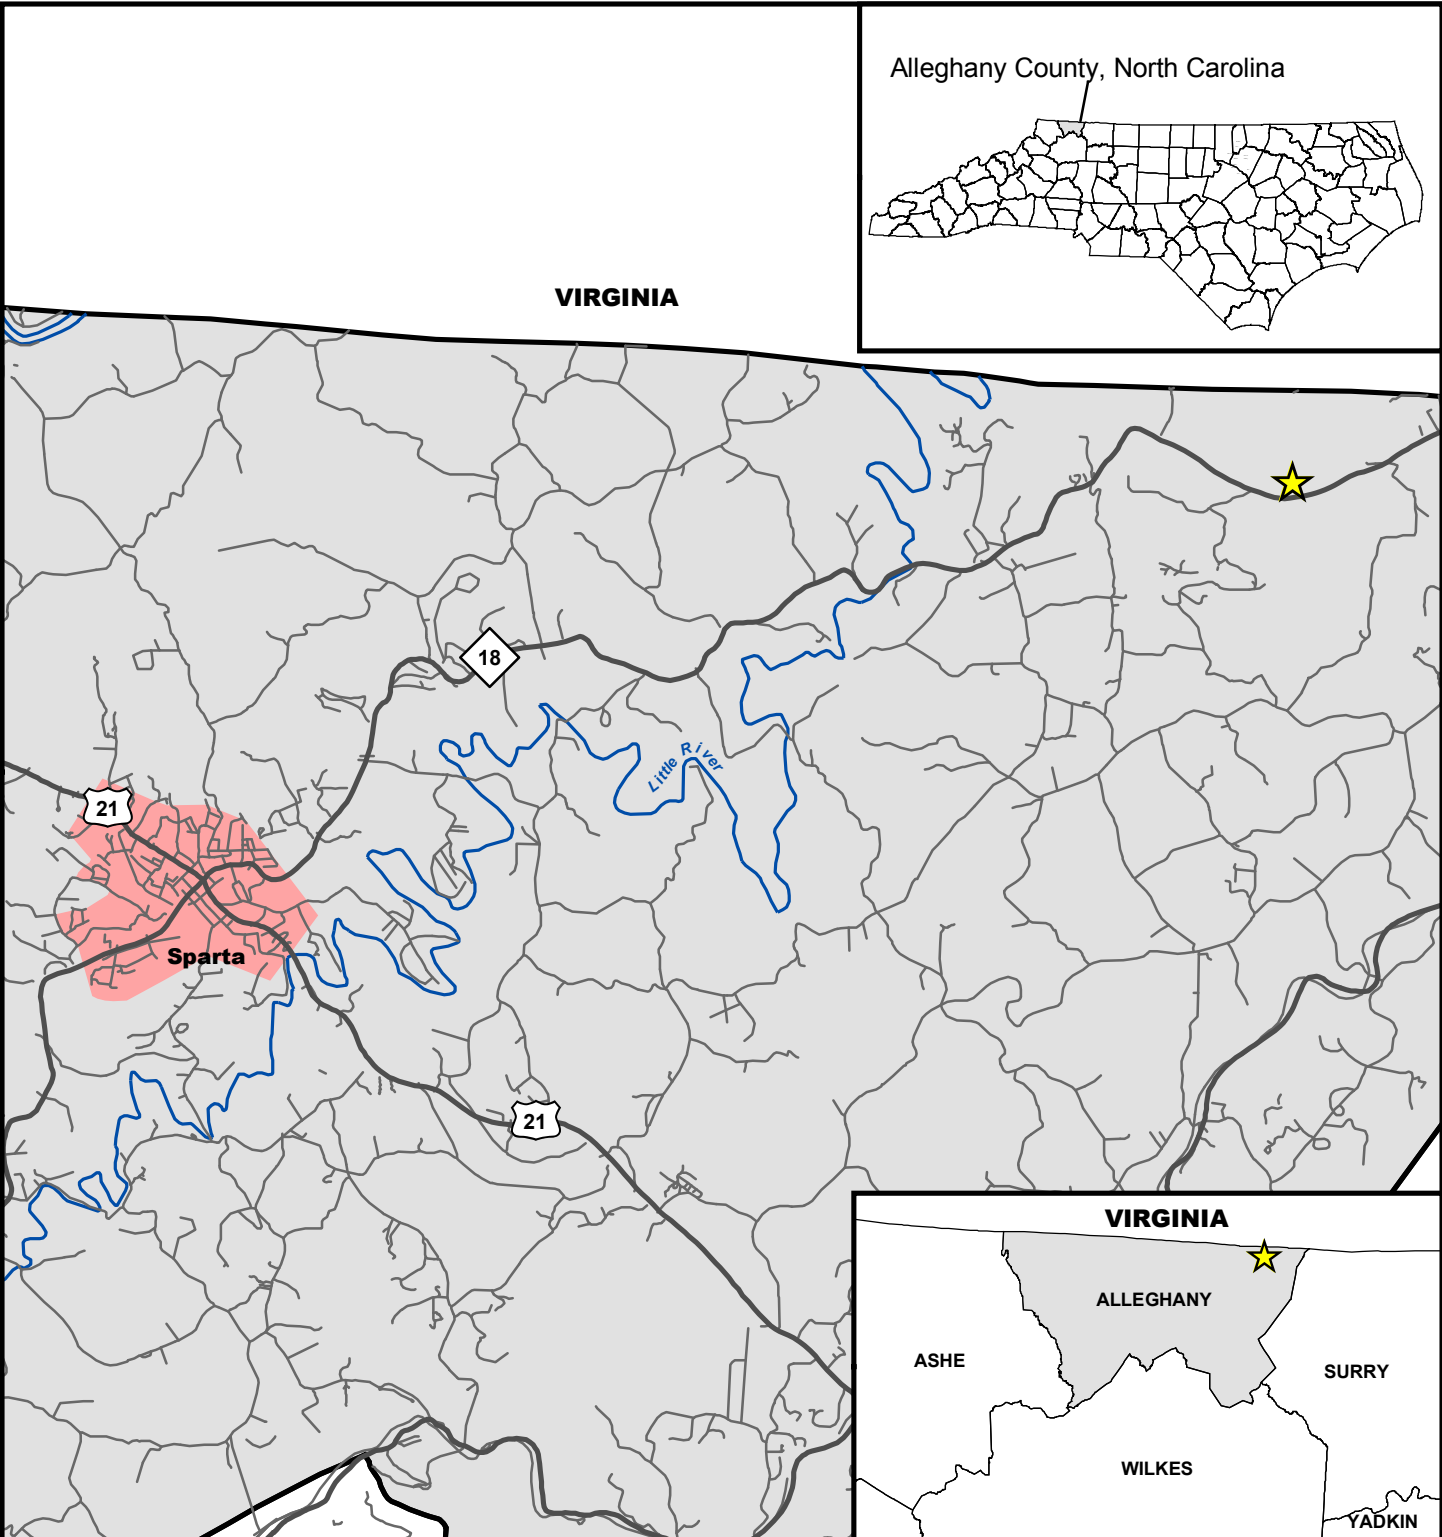 Alleghany County, North Carolina
VIRGINIA
18
Little River
21
Sparta
21
VIRGINIA
ALLEGHANY
ASHE
SURRY
WILKES
YADKIN